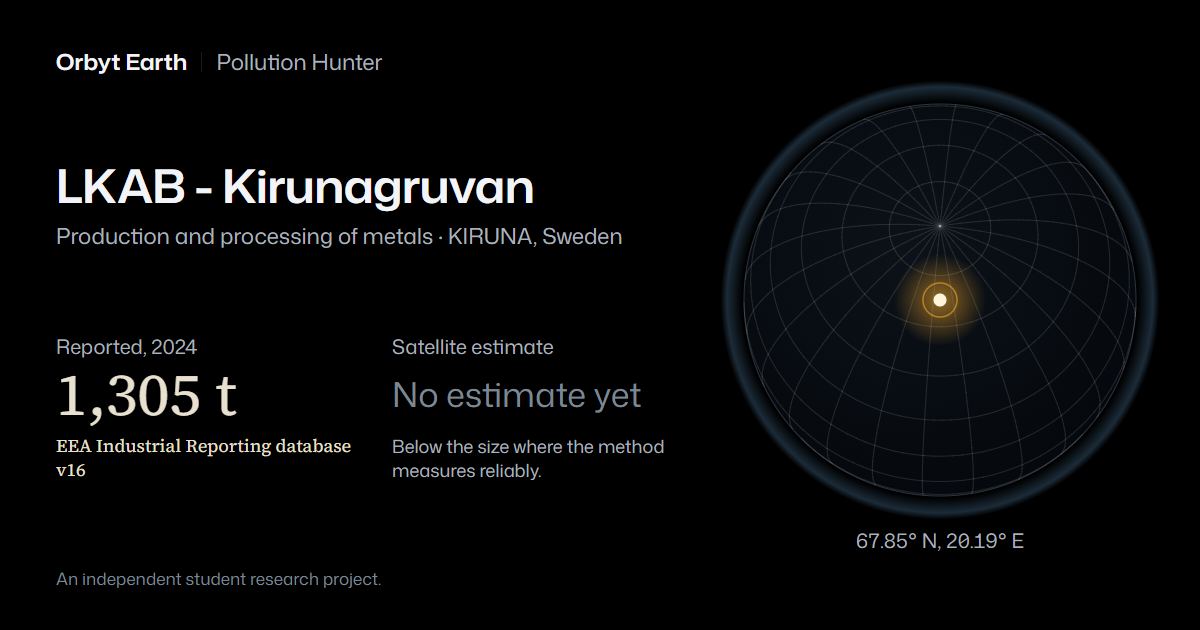 Orbyt Earth | Pollution Hunter
LKAB - Kirunagruvan
Production and processing of metals · KIRUNA, Sweden
Reported, 2024
1,305 t
EEA Industrial Reporting database
v16
Satellite estimate
No estimate yet
Below the size where the method
measures reliably.
67.85° N, 20.19° E
An independent student research project.